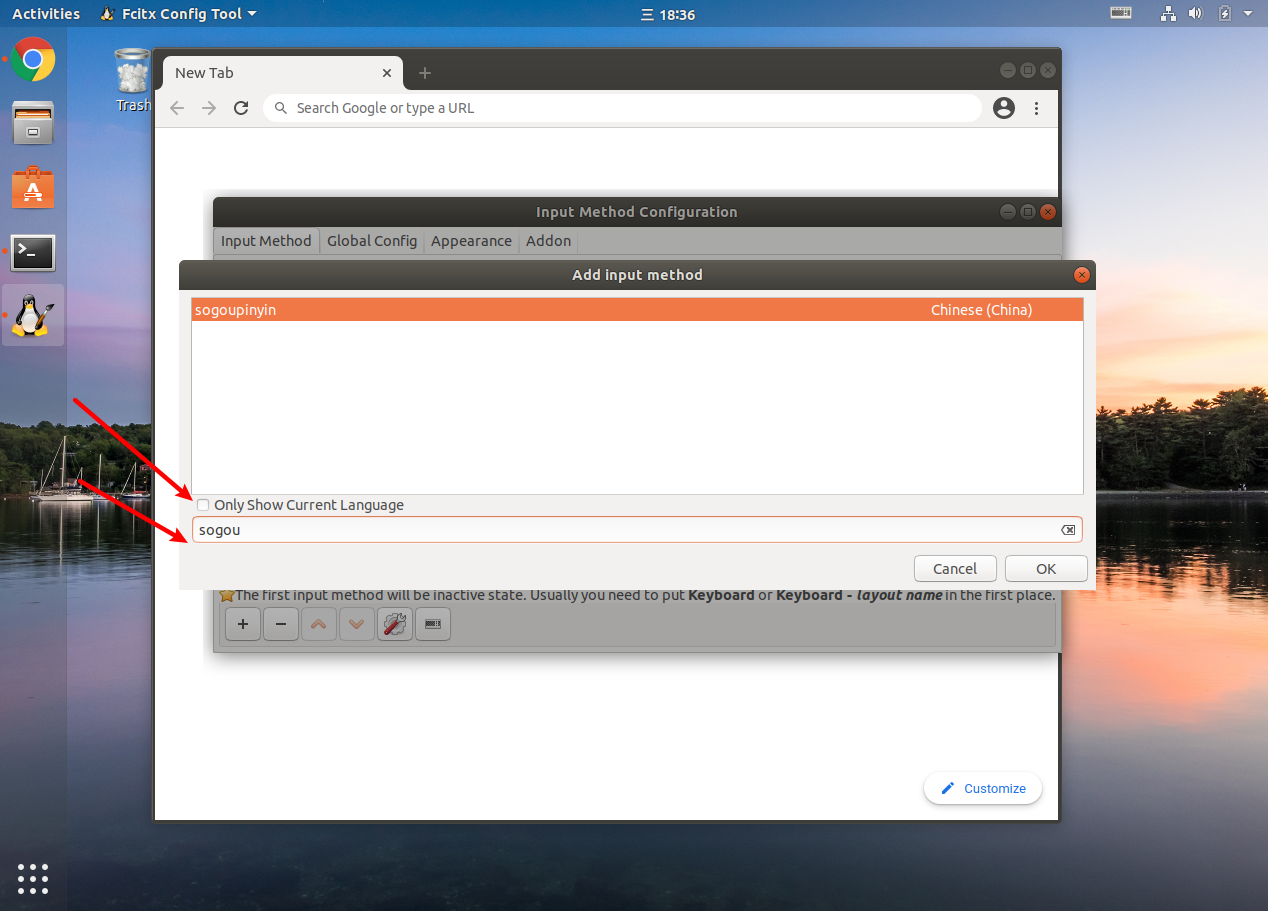 Activities Fcitx Config Tool 三 18:36
Trash
New Tab
Search Google or type a URL
Input Method Configuration
Input Method Global Config Appearance Addon
Add input method
sogoupinyin Chinese (China)
Only Show Current Language
sogou
Cancel OK
The first input method will be inactive state. Usually you need to put Keyboard or Keyboard - layout name in the first place.
Customize